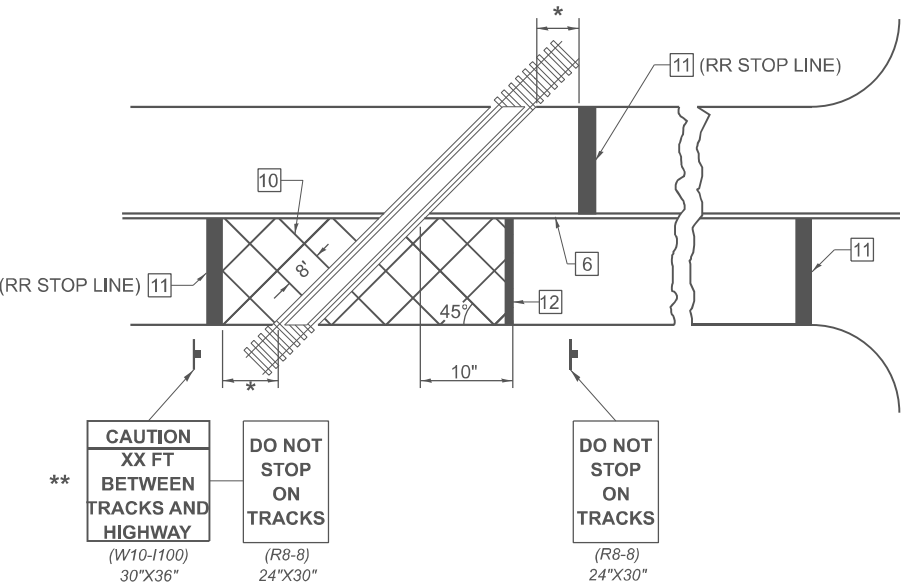 *
11 (RR STOP LINE)
10
8'
6
11
(RR STOP LINE) 11
12
45°
10"
*
**
CAUTION
XX FT
BETWEEN
TRACKS AND
HIGHWAY
(W10-I100)
30"X36"
DO NOT
STOP
ON
TRACKS
(R8-8)
24"X30"
DO NOT
STOP
ON
TRACKS
(R8-8)
24"X30"